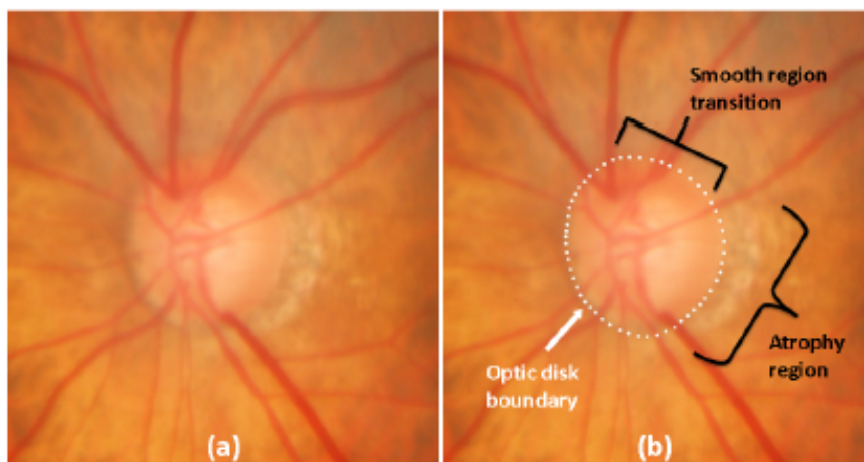 Smooth region
transition
Atrophy
region
Optic disk
boundary
(a)
(b)